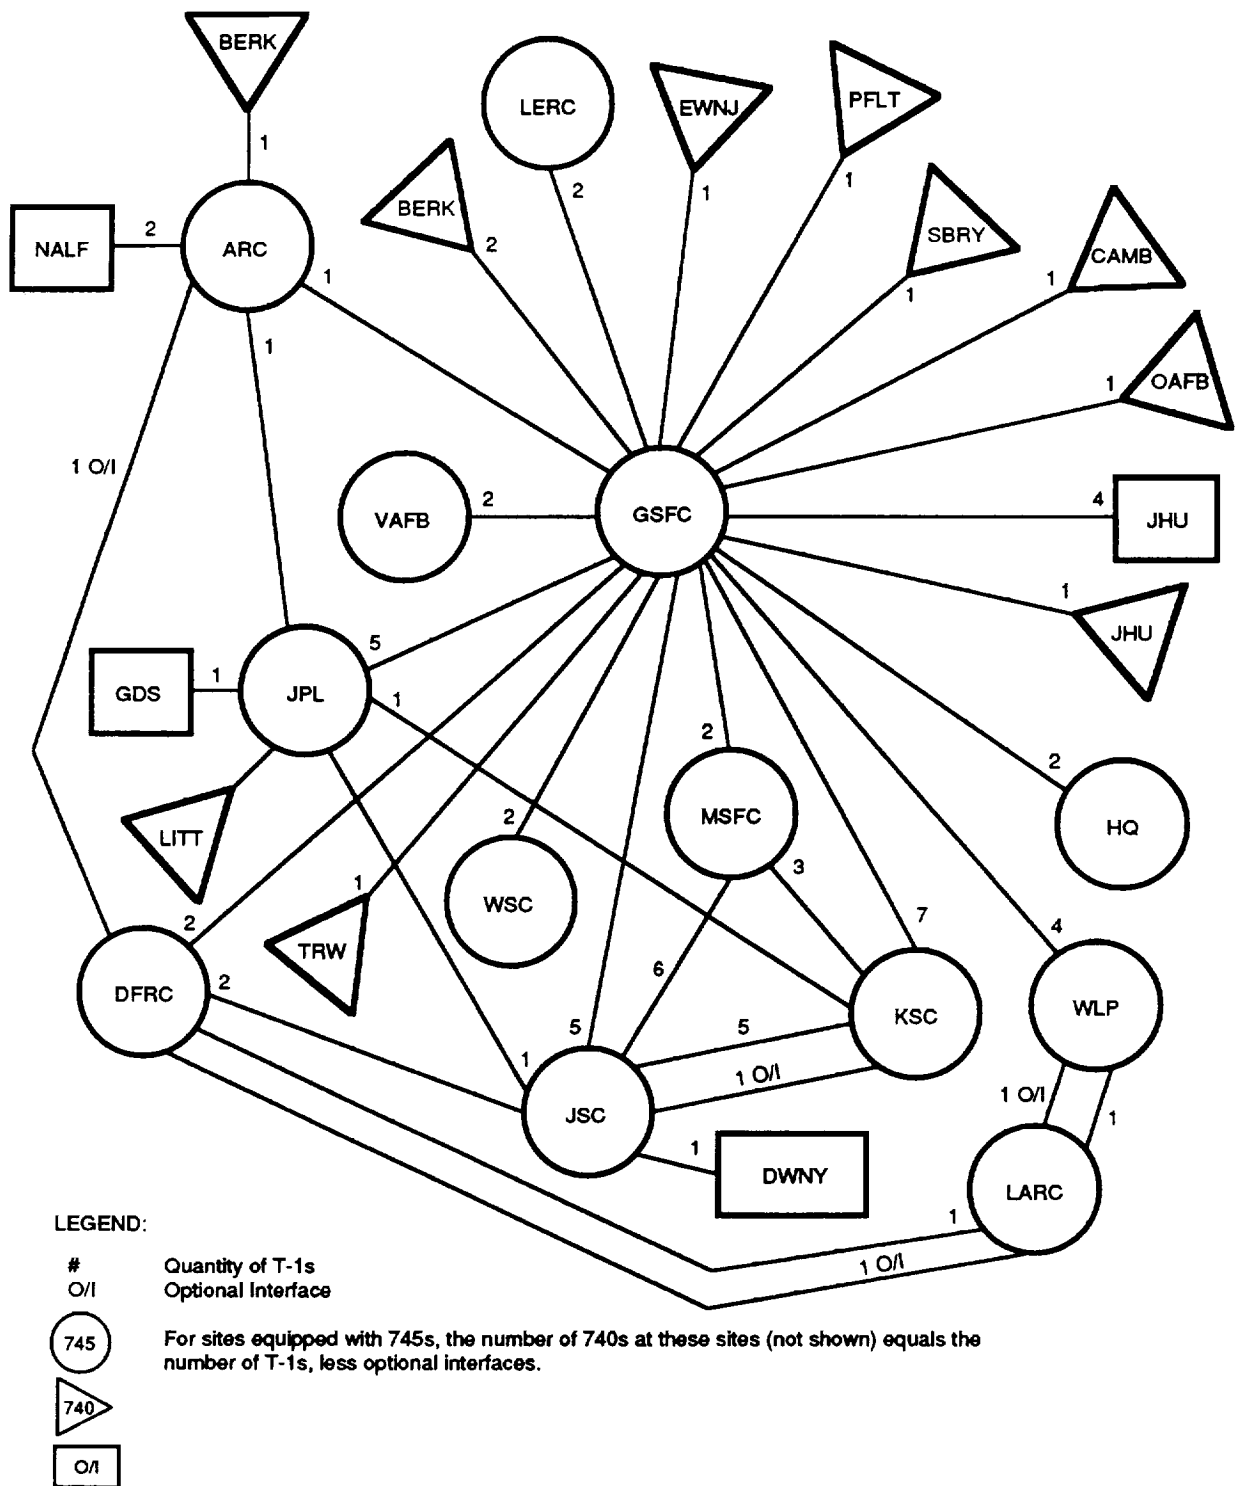 BERK
LERC
EWNJ
PFLT
1
BERK
2
1
1
SBRY
CAMB
NALF
2
ARC
2
1
1
1
1
OAFB
1
1 O/I
VAFB
2
GSFC
4
JHU
1
JHU
5
GDS
1
JPL
1
2
MSFC
2
HQ
LITT
2
3
1
WSC
TRW
2
7
4
DFRC
2
6
KSC
WLP
5
5
1
1 O/I
1 O/I
1
JSC
1
DWNY
LARC
1
1 O/I
LEGEND:
# Quantity of T-1s
O/I Optional Interface
745 For sites equipped with 745s, the number of 740s at these sites (not shown) equals the
number of T-1s, less optional interfaces.
740
O/I